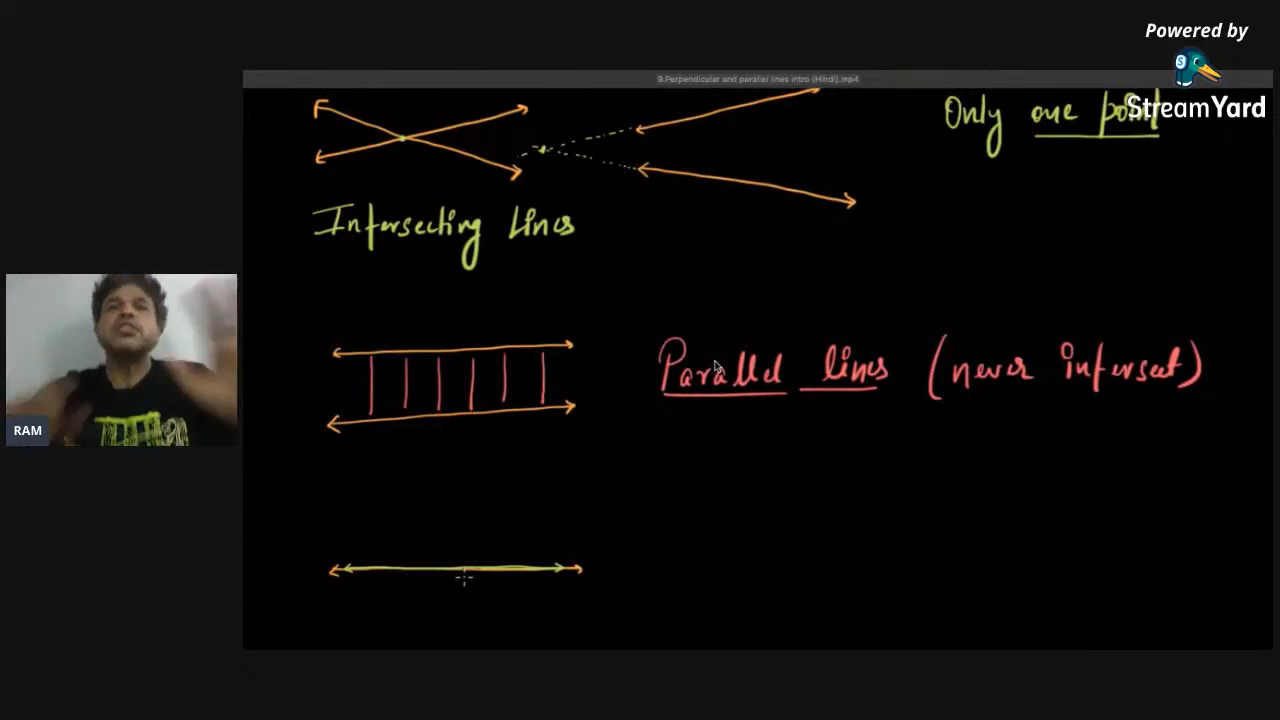 Powered by
StreamYard
9.Perpendicular and parallel lines intro (Hindi).mp4
Only one point
Intersecting lines
Parallel lines (never intersect)
RAM